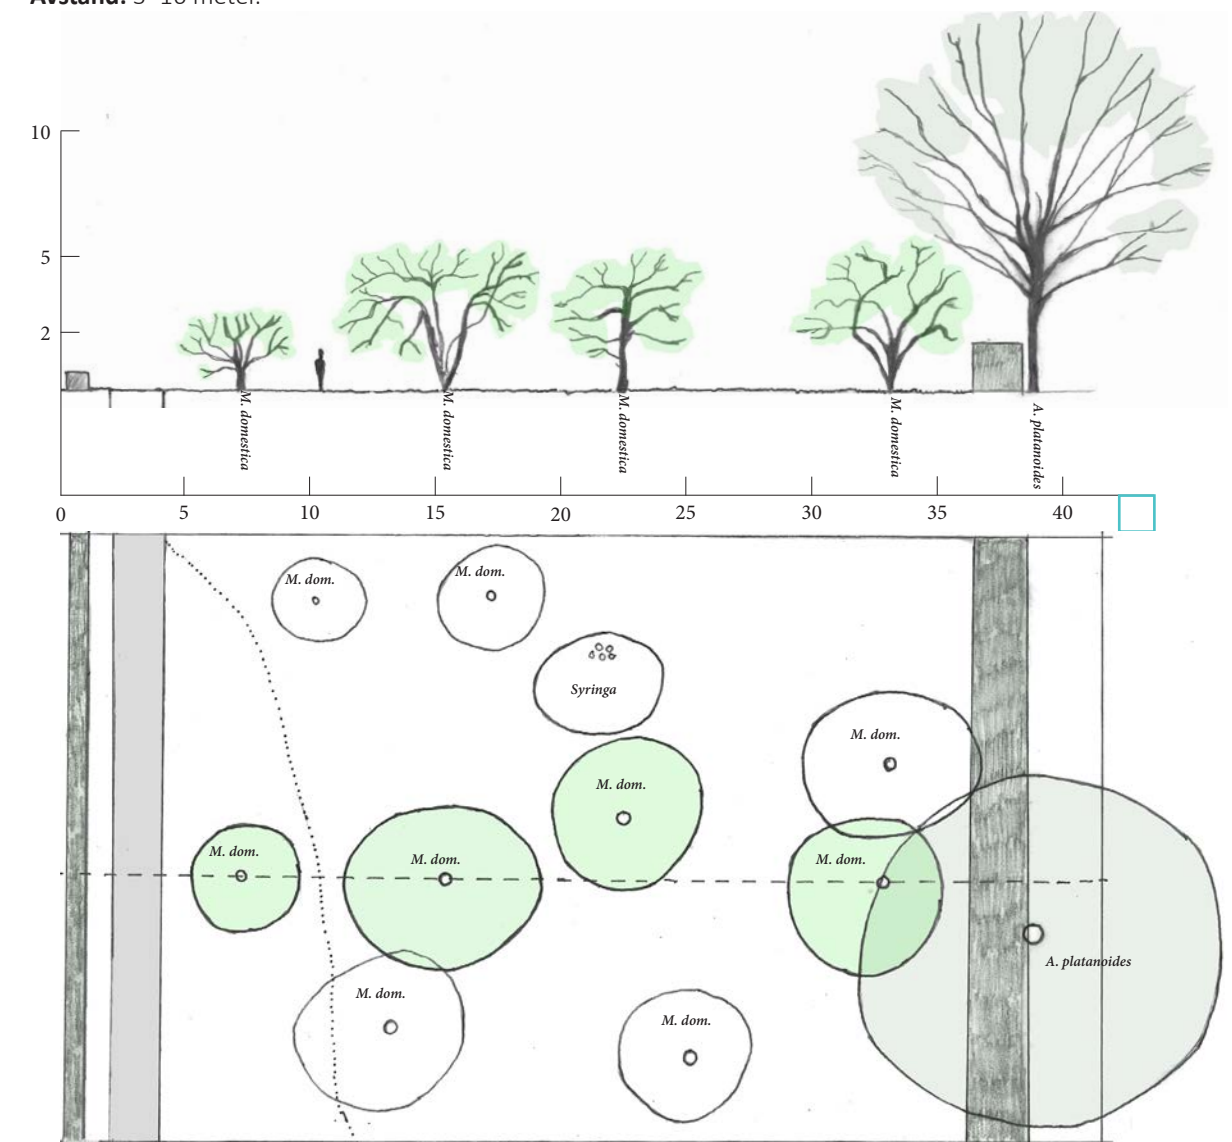 Avstånd: 5–10 meter.
10
5
2
M. domestica
M. domestica
M. domestica
M. domestica
A. platanoides
0 5 10 15 20 25 30 35 40
M. dom.
M. dom.
Syringa
M. dom.
M. dom.
M. dom.
M. dom.
M. dom.
M. dom.
A. platanoides
M. dom.
M. dom.